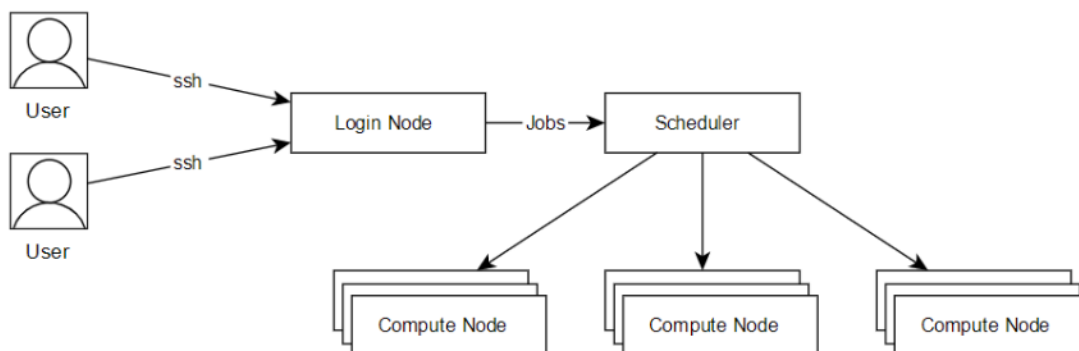 ssh
User
Login Node
Jobs
Scheduler
ssh
User
Compute Node
Compute Node
Compute Node